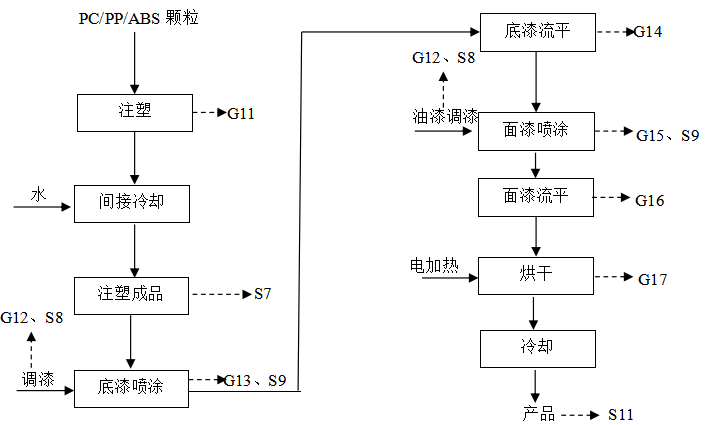 PC/PP/ABS 颗粒
注塑
G11
水
间接冷却
注塑成品
S7
G12、S8
调漆
底漆喷涂
G13、S9
底漆流平
G14
G12、S8
油漆调漆
面漆喷涂
G15、S9
面漆流平
G16
电加热
烘干
G17
冷却
产品
S11